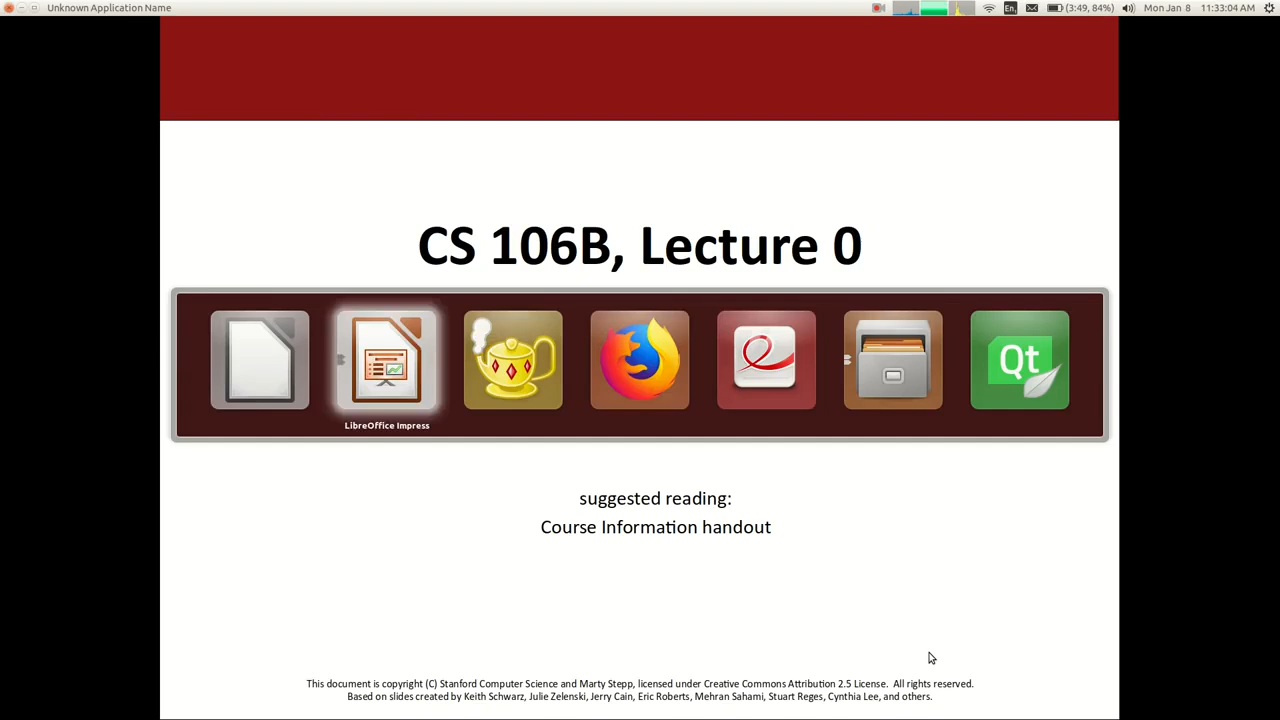 Unknown Application Name
En
(3:49, 84%)
Mon Jan 8
11:33:04 AM
CS 106B, Lecture 0
Qt
LibreOffice Impress
suggested reading:
Course Information handout
This document is copyright (C) Stanford Computer Science and Marty Stepp, licensed under Creative Commons Attribution 2.5 License. All rights reserved.
Based on slides created by Keith Schwarz, Julie Zelenski, Jerry Cain, Eric Roberts, Mehran Sahami, Stuart Reges, Cynthia Lee, and others.